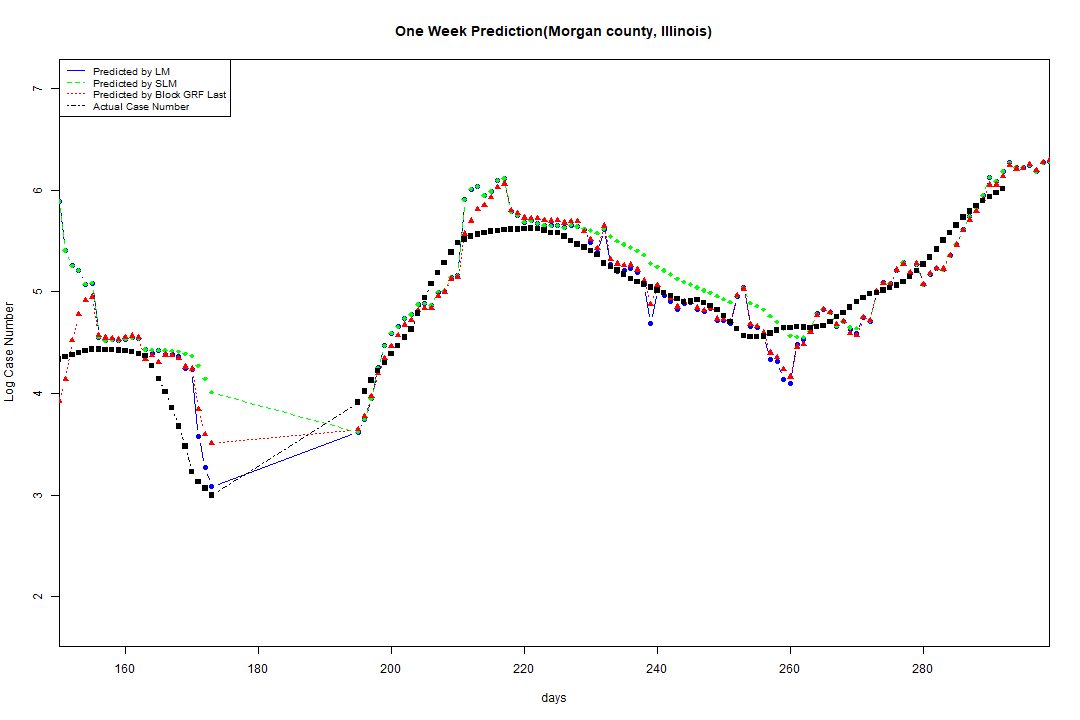 One Week Prediction(Morgan county, Illinois)
Predicted by LM
Predicted by SLM
Predicted by Block GRF Last
Actual Case Number
Log Case Number
7
6
5
4
3
2
160 180 200 220 240 260 280
days